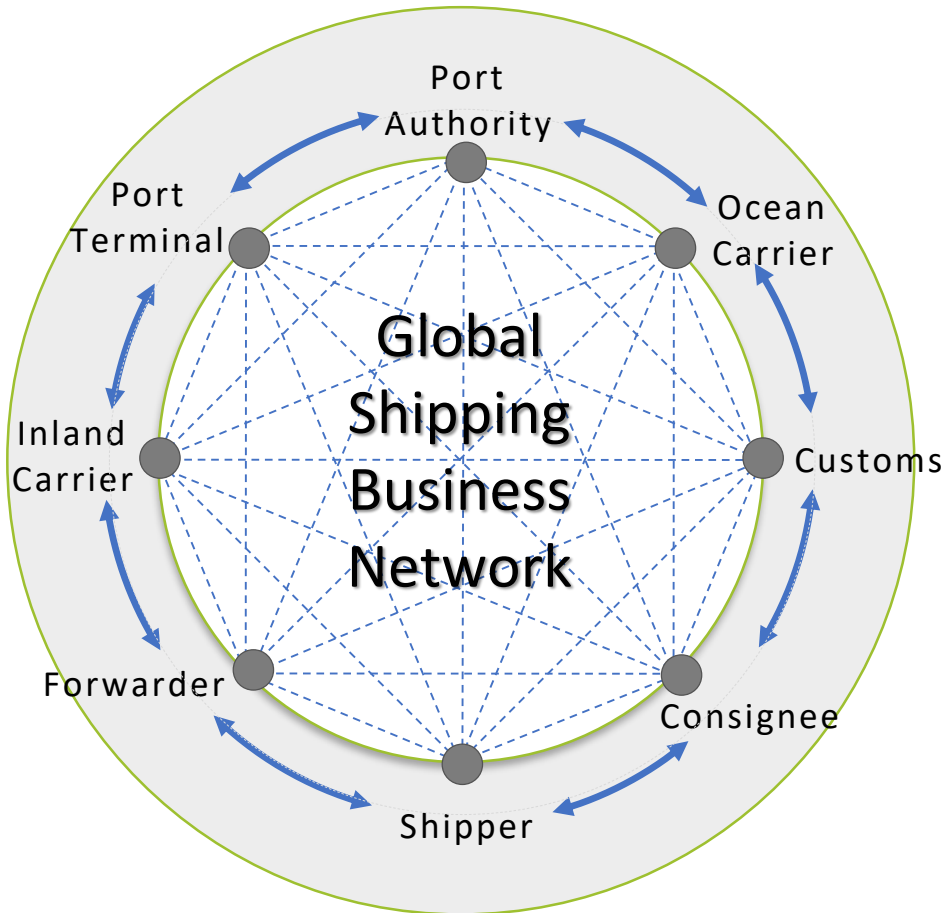 Port
Authority
Ocean
Carrier
Customs
Consignee
Shipper
Forwarder
Inland
Carrier
Port
Terminal
Global
Shipping
Business
Network